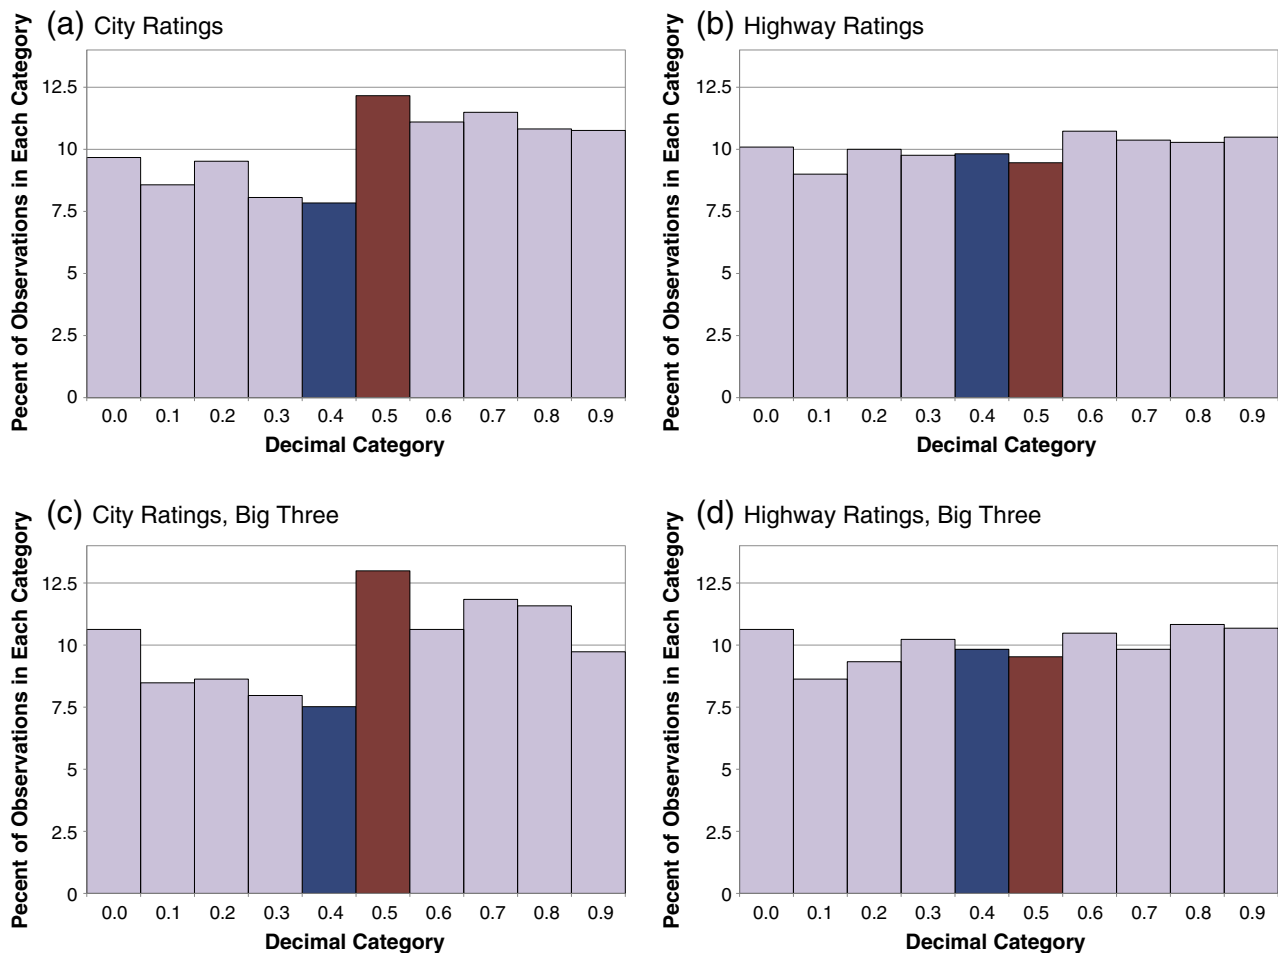 (a) City Ratings
Pecent of Observations in Each Category
12.5
10
7.5
5
2.5
0
0.0 0.1 0.2 0.3 0.4 0.5 0.6 0.7 0.8 0.9
Decimal Category
(b) Highway Ratings
Pecent of Observations in Each Category
12.5
10
7.5
5
2.5
0
0.0 0.1 0.2 0.3 0.4 0.5 0.6 0.7 0.8 0.9
Decimal Category
(c) City Ratings, Big Three
Pecent of Observations in Each Category
12.5
10
7.5
5
2.5
0
0.0 0.1 0.2 0.3 0.4 0.5 0.6 0.7 0.8 0.9
Decimal Category
(d) Highway Ratings, Big Three
Pecent of Observations in Each Category
12.5
10
7.5
5
2.5
0
0.0 0.1 0.2 0.3 0.4 0.5 0.6 0.7 0.8 0.9
Decimal Category